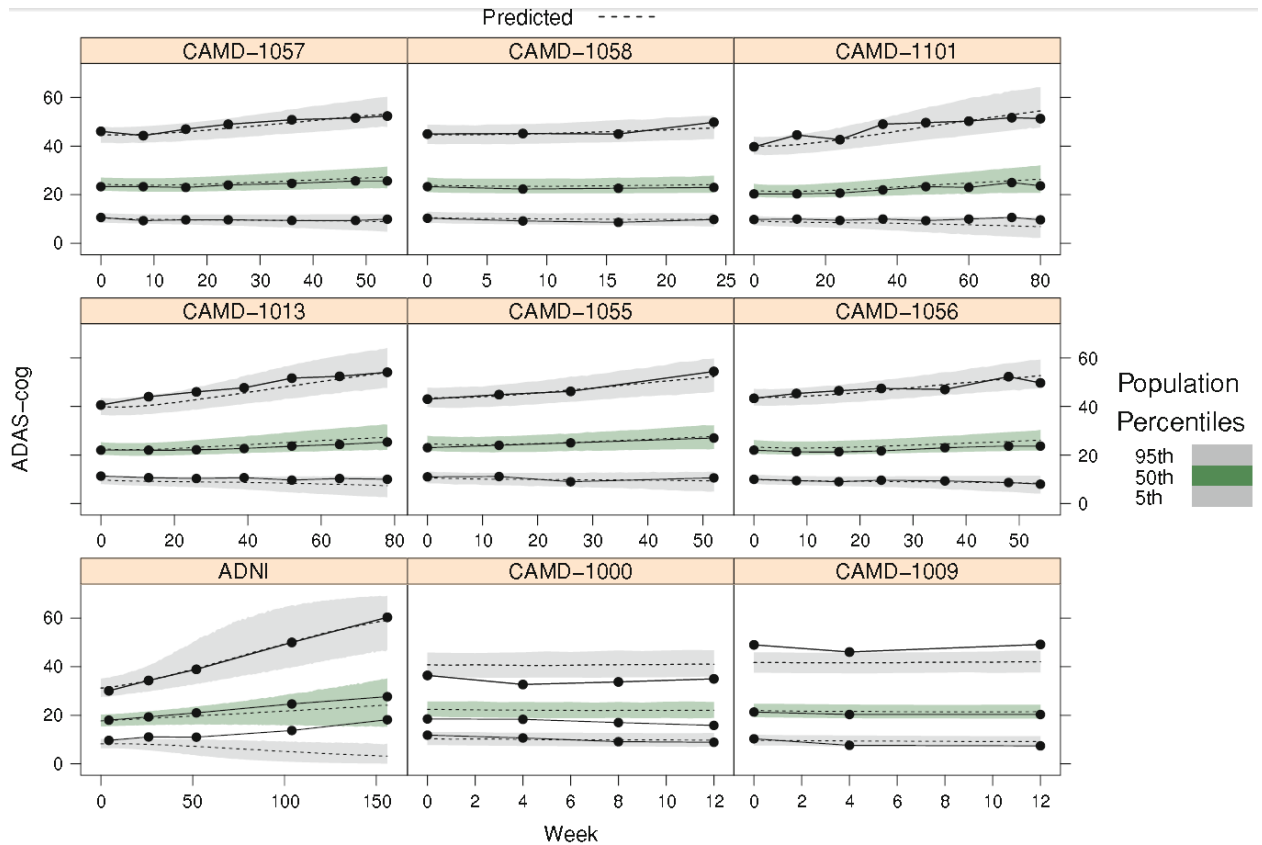 Predicted
CAMD−1057 CAMD−1058 CAMD−1101
60
40
20
0
0 10 20 30 40 50 0 5 10 15 20 25 0 20 40 60 80
CAMD−1013 CAMD−1055 CAMD−1056
60
40
20
0
0 20 40 60 80 0 10 20 30 40 50 0 10 20 30 40 50
ADNI CAMD−1000 CAMD−1009
60
40
20
0
0 50 100 150 0 2 4 6 8 10 12 0 2 4 6 8 10 12
ADAS−cog
Week
Population
Percentiles
95th
50th
5th